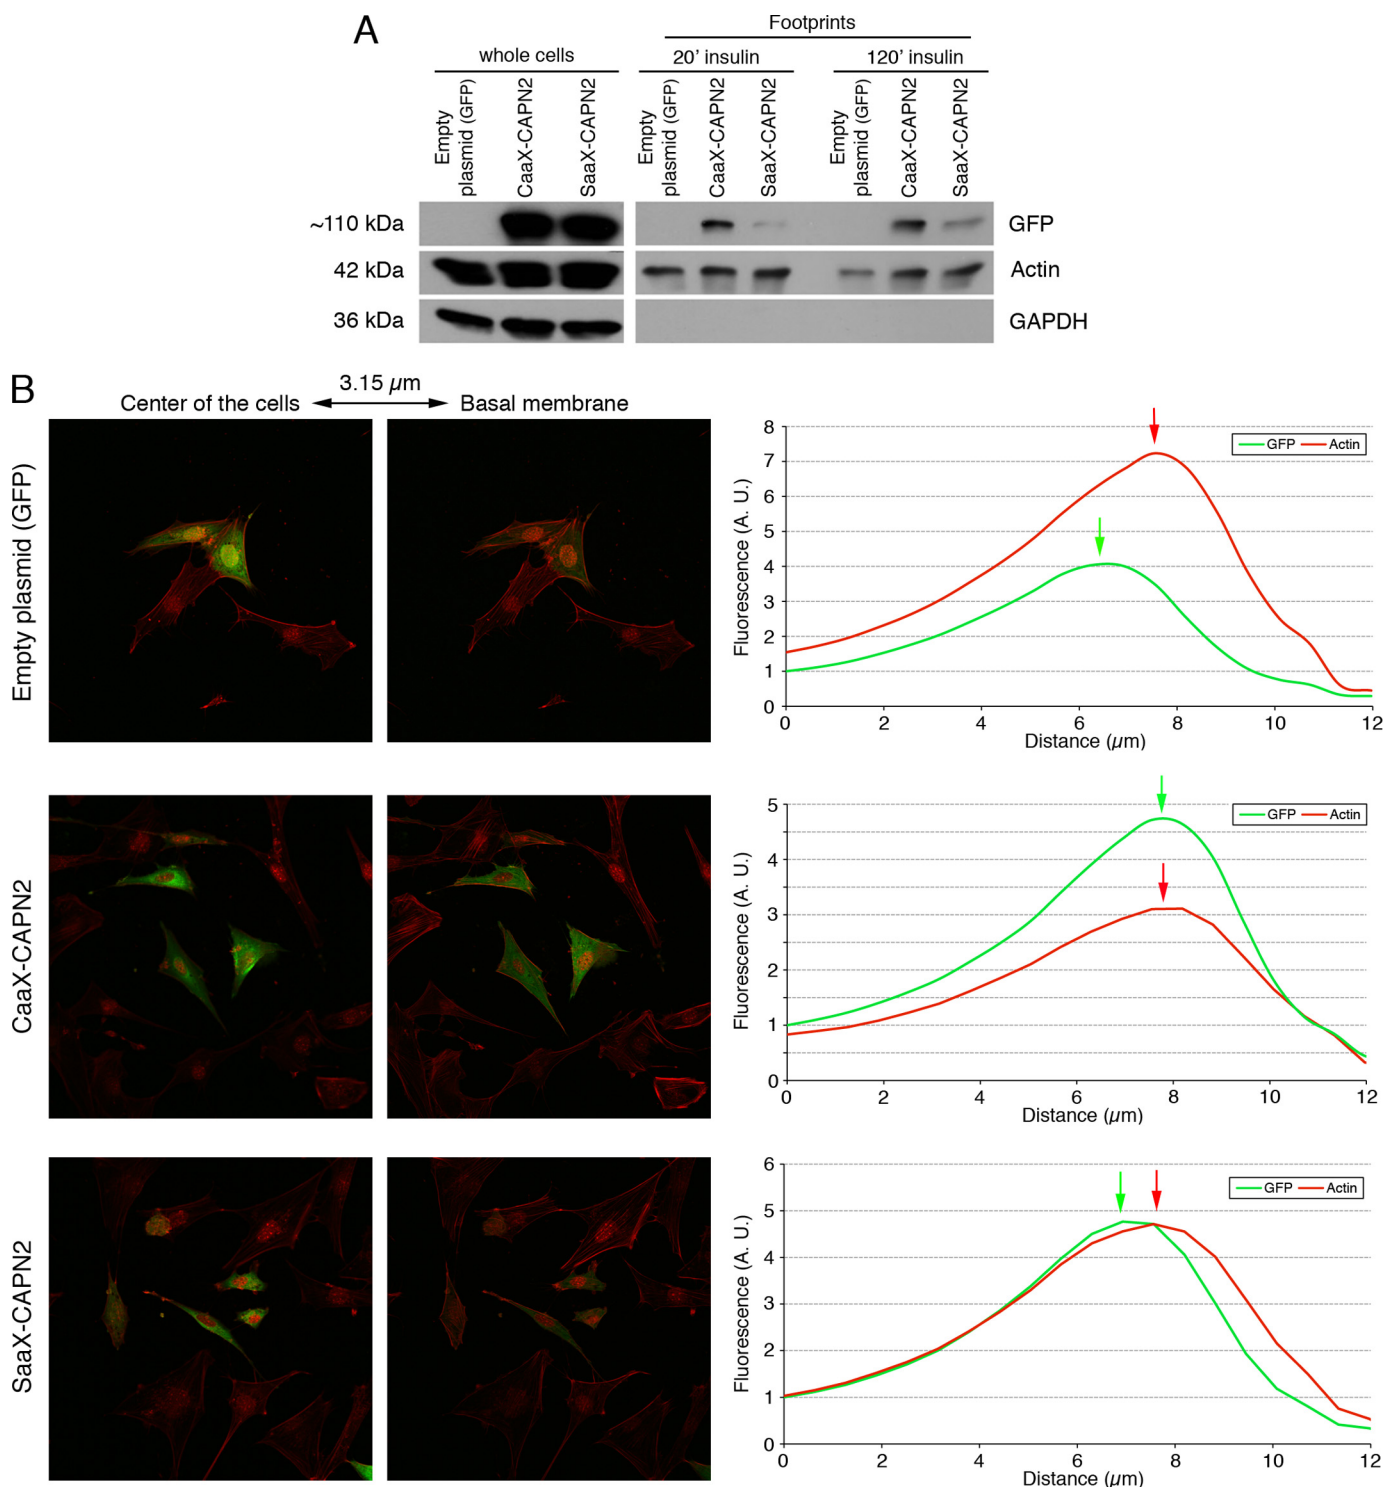 A
Footprints
whole cells
20’ insulin
120’ insulin
Empty
plasmid (GFP)
CaaX-CAPN2
SaaX-CAPN2
Empty
plasmid (GFP)
CaaX-CAPN2
SaaX-CAPN2
Empty
plasmid (GFP)
CaaX-CAPN2
SaaX-CAPN2
~110 kDa
GFP
42 kDa
Actin
36 kDa
GAPDH
B
3.15 µm
Center of the cells
Basal membrane
Empty plasmid (GFP)
Fluorescence (A. U.)
8
7
6
5
4
3
2
1
0
GFP Actin
0 2 4 6 8 10 12
Distance (µm)
CaaX-CAPN2
Fluorescence (A. U.)
5
4
3
2
1
0
GFP Actin
0 2 4 6 8 10 12
Distance (µm)
SaaX-CAPN2
Fluorescence (A. U.)
6
5
4
3
2
1
0
GFP Actin
0 2 4 6 8 10 12
Distance (µm)